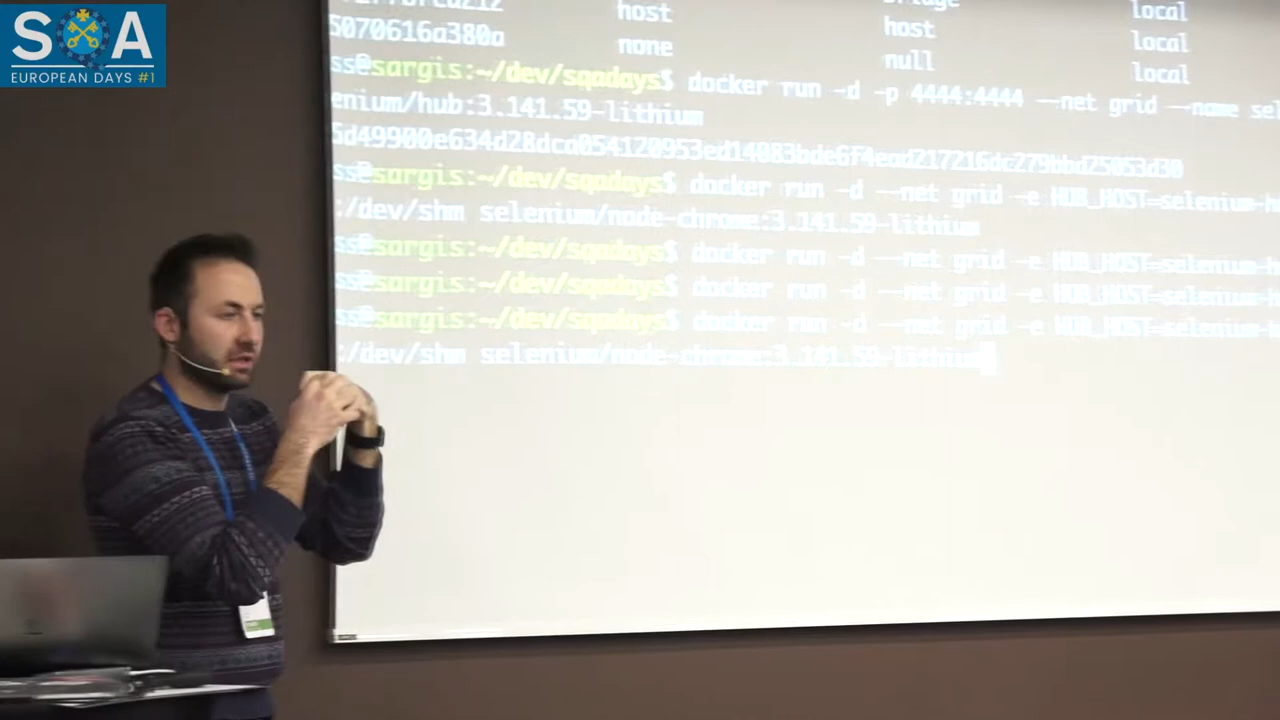 SQA
EUROPEAN DAYS #1
host bridge local
5070616a380a none host local
null local
ss@sargis:~/dev/sqadays$ docker run -d -p 4444:4444 --net grid --name sel
enium/hub:3.141.59-lithium
5d49900e634d28dca054120953ed14083bde6f4ead217216dc279bbd25053d30
ss@sargis:~/dev/sqadays$ docker run -d --net grid -e HUB_HOST=selenium-h
:/dev/shm selenium/node-chrome:3.141.59-lithium
ss@sargis:~/dev/sqadays$ docker run -d --net grid -e HUB_HOST=selenium-h
ss@sargis:~/dev/sqadays$ docker run -d --net grid -e HUB_HOST=selenium-h
ss@sargis:~/dev/sqadays$ docker run -d --net grid -e HUB_HOST=selenium-h
:/dev/shm selenium/node-chrome:3.141.59-lithium